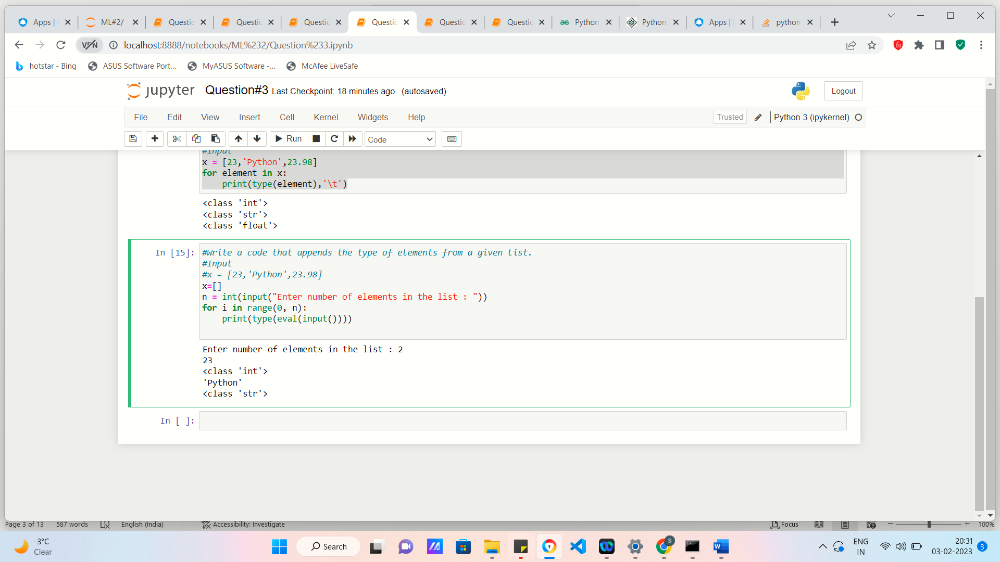 Apps |
ML#2/
Questic
Questic
Questic
Questic
Questic
Questic
Python
Python
Apps |
python
VPN
localhost:8888/notebooks/ML%232/Question%233.ipynb
hotstar - Bing
ASUS Software Port...
MyASUS Software -...
McAfee LiveSafe
jupyter Question#3 Last Checkpoint: 18 minutes ago (autosaved)
Logout
File Edit View Insert Cell Kernel Widgets Help
Trusted
Python 3 (ipykernel)
Run
Code
#Input
x = [23,'Python',23.98]
for element in x:
    print(type(element),'\t')
<class 'int'>
<class 'str'>
<class 'float'>
In [15]:
#Write a code that appends the type of elements from a given list.
#Input
#x = [23,'Python',23.98]
x=[]
n = int(input("Enter number of elements in the list : "))
for i in range(0, n):
    print(type(eval(input())))
Enter number of elements in the list : 2
23
<class 'int'>
'Python'
<class 'str'>
In [ ]:
Page 3 of 13
587 words
English (India)
Accessibility: Investigate
Focus
100%
-3°C
Clear
Search
S
ENG
IN
20:31
03-02-2023
3